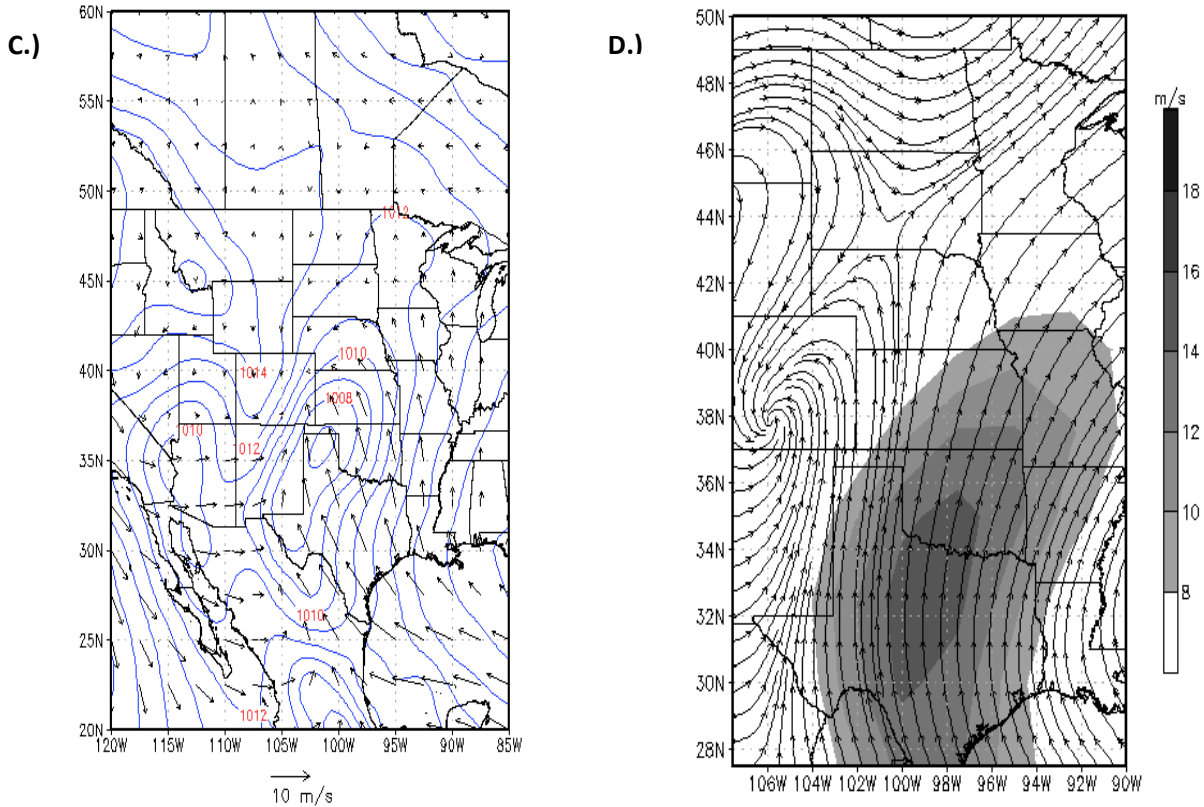 C.)
60N
55N
50N
45N
40N
35N
30N
25N
20N
1012
1014
1010
1008
1010
1012
1010
1012
120W 115W 110W 105W 100W 95W 90W 85W
10 m/s
D.)
50N
48N
46N
44N
42N
40N
38N
36N
34N
32N
30N
28N
106W 104W 102W 100W 98W 96W 94W 92W 90W
m/s
18
16
14
12
10
8